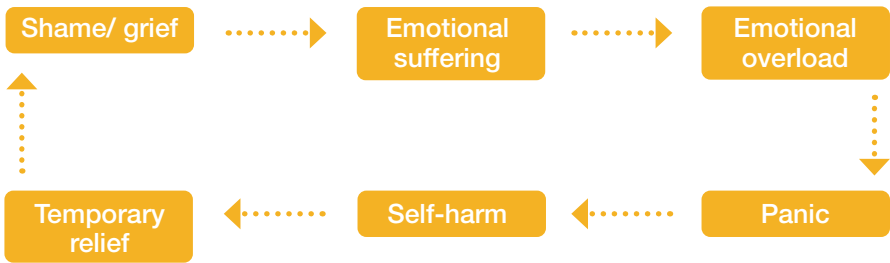 Shame/ grief
Emotional
suffering
Emotional
overload
Panic
Self-harm
Temporary
relief